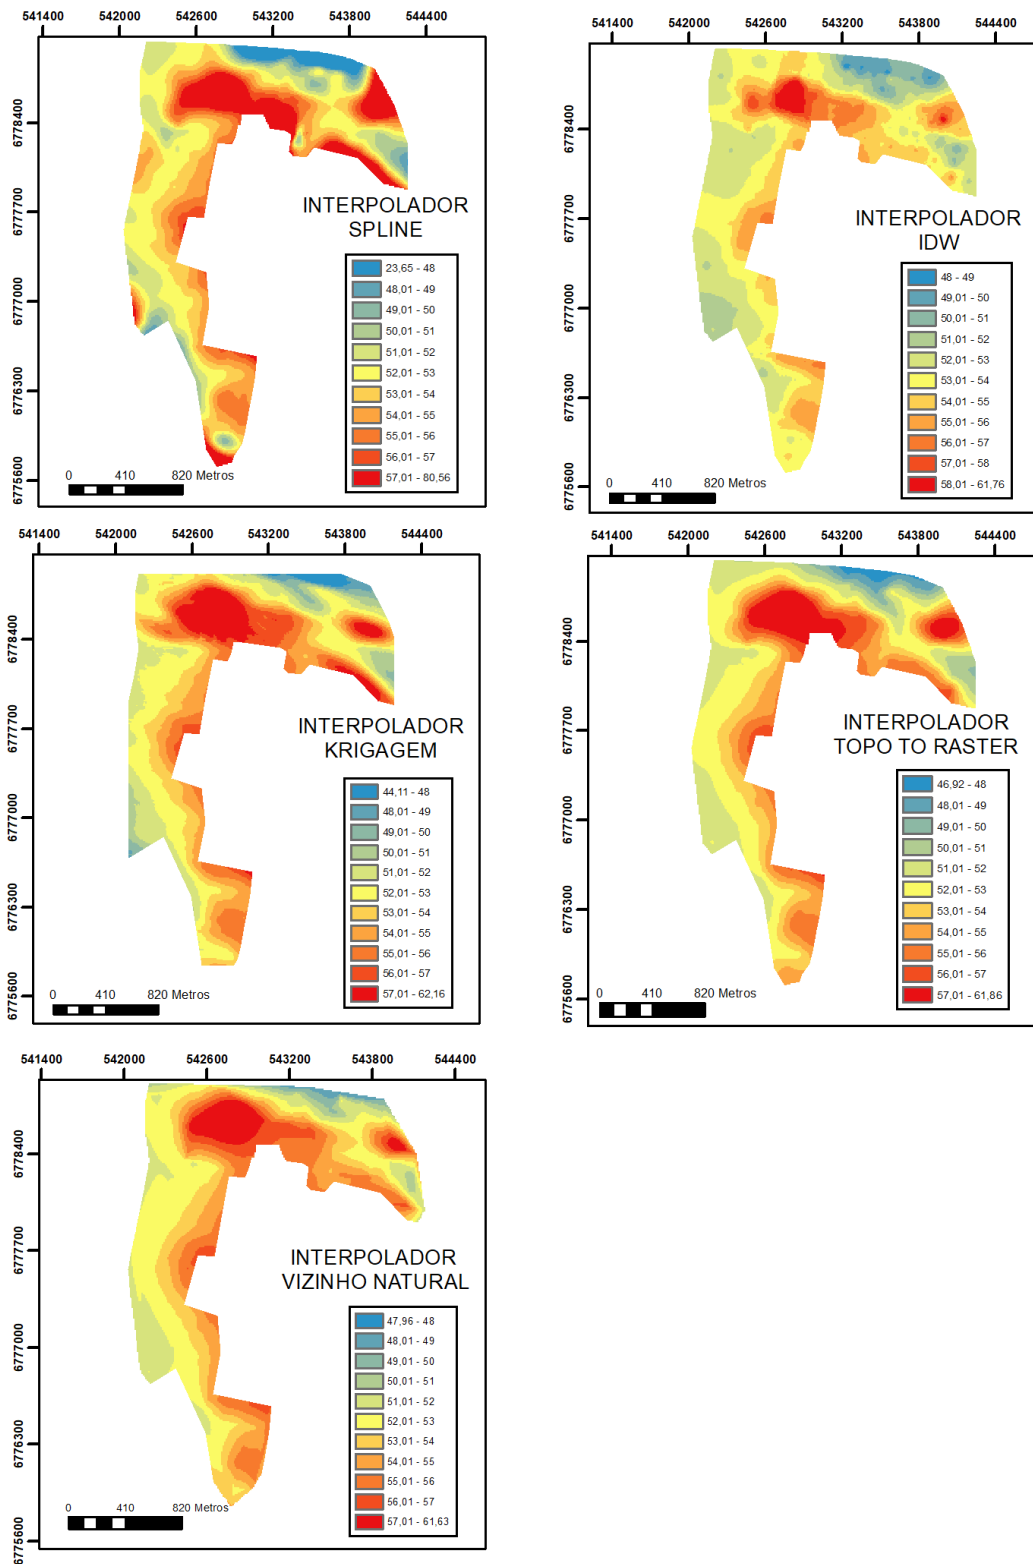 541400 542000 542600 543200 543800 544400
6778400
6777700
6777000
6776300
6775600
INTERPOLADOR
SPLINE
23,65 - 48
48,01 - 49
49,01 - 50
50,01 - 51
51,01 - 52
52,01 - 53
53,01 - 54
54,01 - 55
55,01 - 56
56,01 - 57
57,01 - 80,56
0 410 820 Metros
541400 542000 542600 543200 543800 544400
6778400
6777700
6777000
6776300
6775600
INTERPOLADOR
IDW
48 - 49
49,01 - 50
50,01 - 51
51,01 - 52
52,01 - 53
53,01 - 54
54,01 - 55
55,01 - 56
56,01 - 57
57,01 - 58
58,01 - 61,76
0 410 820 Metros
541400 542000 542600 543200 543800 544400
6778400
6777700
6777000
6776300
6775600
INTERPOLADOR
KRIGAGEM
44,11 - 48
48,01 - 49
49,01 - 50
50,01 - 51
51,01 - 52
52,01 - 53
53,01 - 54
54,01 - 55
55,01 - 56
56,01 - 57
57,01 - 62,16
0 410 820 Metros
541400 542000 542600 543200 543800 544400
6778400
6777700
6777000
6776300
6775600
INTERPOLADOR
TOPO TO RASTER
46,92 - 48
48,01 - 49
49,01 - 50
50,01 - 51
51,01 - 52
52,01 - 53
53,01 - 54
54,01 - 55
55,01 - 56
56,01 - 57
57,01 - 61,86
0 410 820 Metros
541400 542000 542600 543200 543800 544400
6778400
6777700
6777000
6776300
6775600
INTERPOLADOR
VIZINHO NATURAL
47,96 - 48
48,01 - 49
49,01 - 50
50,01 - 51
51,01 - 52
52,01 - 53
53,01 - 54
54,01 - 55
55,01 - 56
56,01 - 57
57,01 - 61,63
0 410 820 Metros